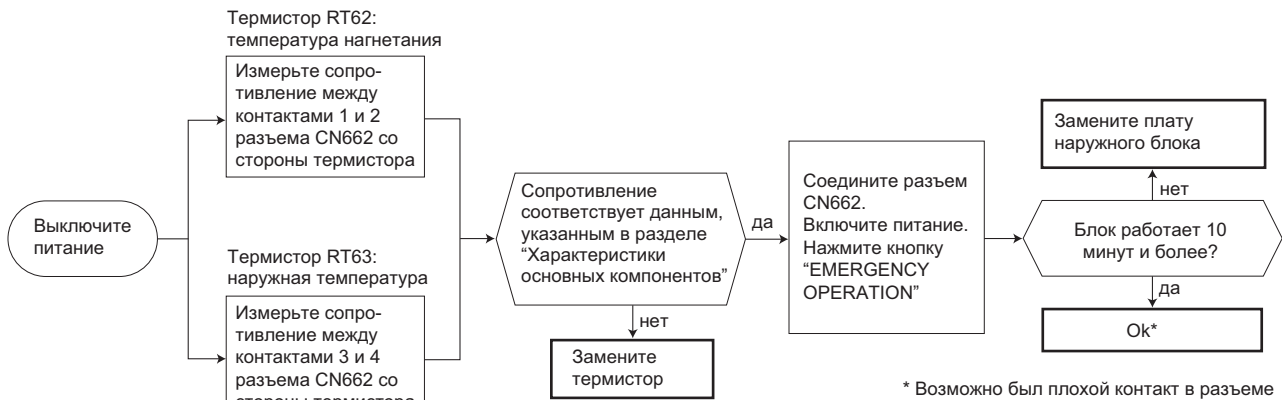 Термистор RT62:
температура нагнетания
Измерьте сопро-
тивление между
контактами 1 и 2
разъема CN662 со
стороны термистора
Выключите
питание
Термистор RT63:
наружная температура
Измерьте сопро-
тивление между
контактами 3 и 4
разъема CN662 со
стороны термистора
Сопротивление
соответствует данным,
указанным в разделе
“Характеристики
основных компонентов”
да
нет
Замените
термистор
Соедините разъем
CN662.
Включите питание.
Нажмите кнопку
“EMERGENCY
OPERATION”
Замените плату
наружного блока
нет
Блок работает 10
минут и более?
да
Ok*
* Возможно был плохой контакт в разъеме